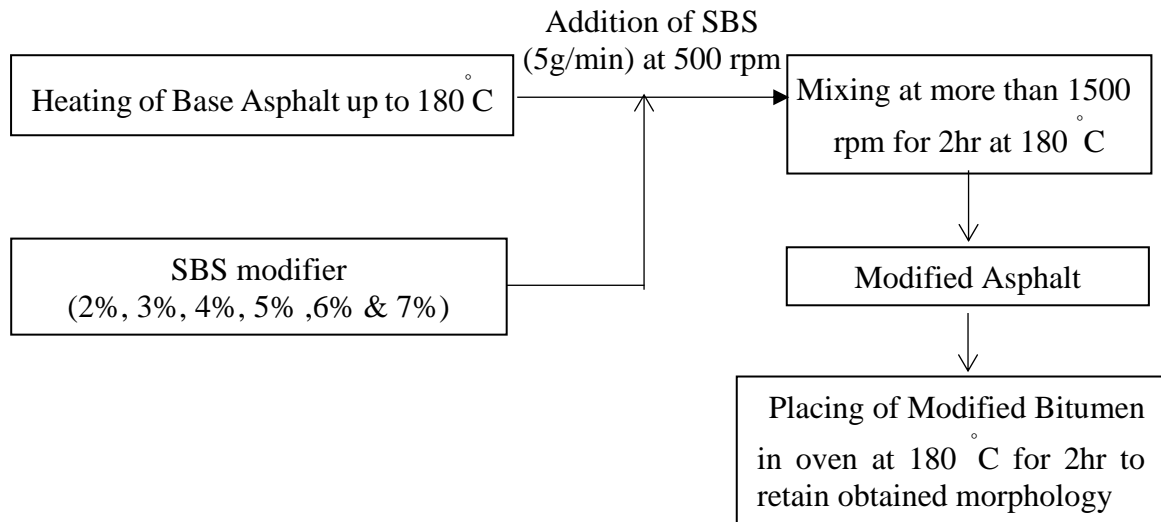 Addition of SBS
(5g/min) at 500 rpm
Heating of Base Asphalt up to 180°C
Mixing at more than 1500
rpm for 2hr at 180 °C
SBS modifier
(2%, 3%, 4%, 5% ,6% & 7%)
Modified Asphalt
Placing of Modified Bitumen
in oven at 180 °C for 2hr to
retain obtained morphology